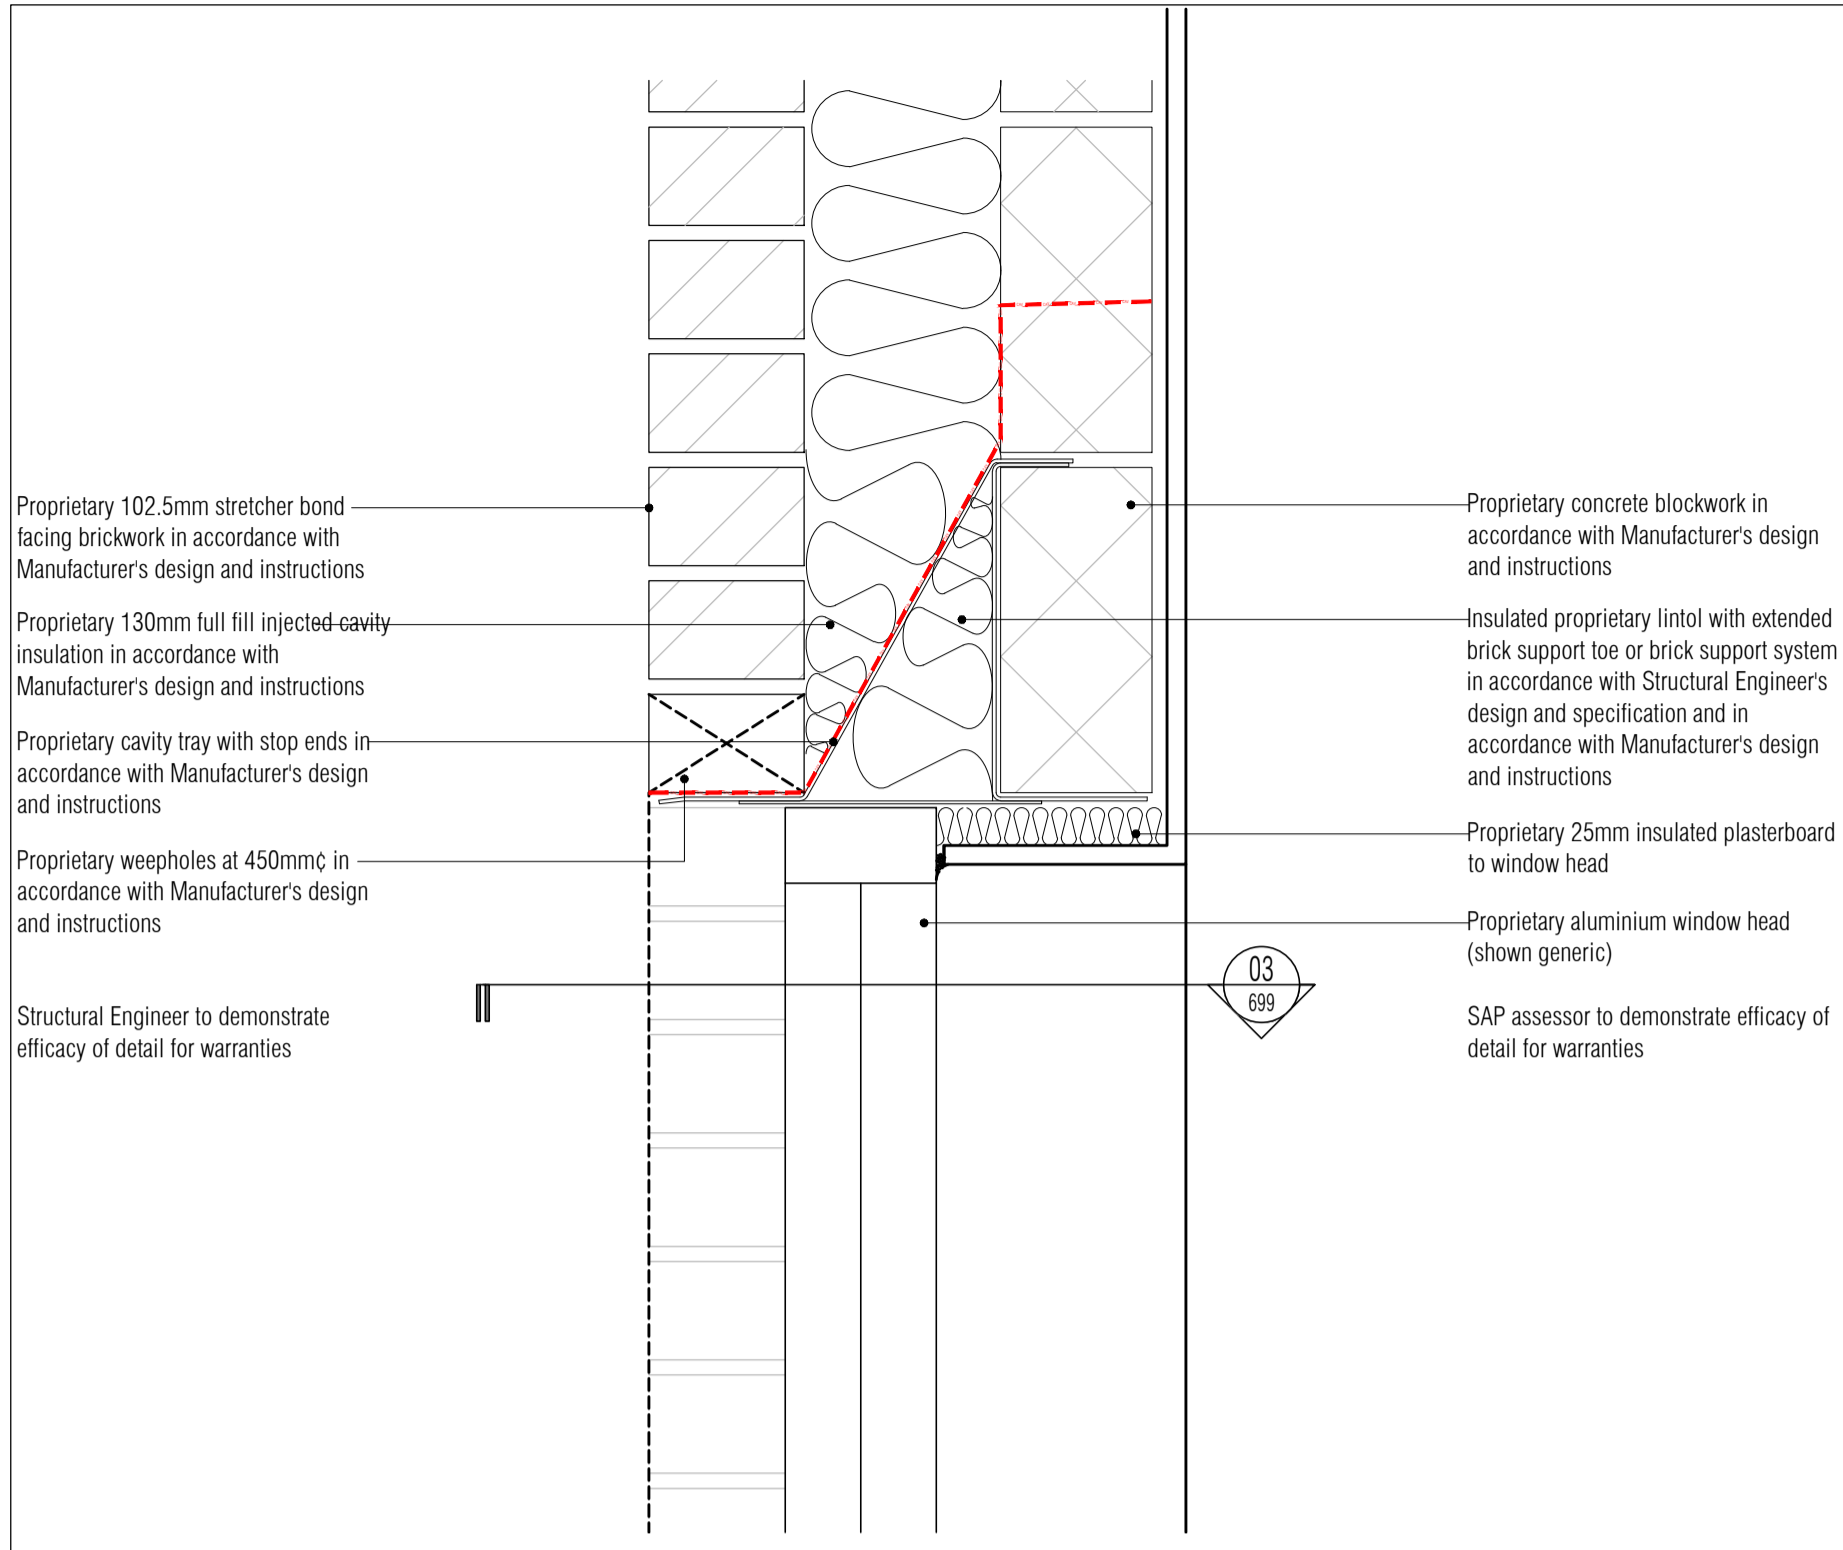 Proprietary 102.5mm stretcher bond
facing brickwork in accordance with
Manufacturer's design and instructions
Proprietary 130mm full fill injected cavity
insulation in accordance with
Manufacturer's design and instructions
Proprietary cavity tray with stop ends in
accordance with Manufacturer's design
and instructions
Proprietary weepholes at 450mm¢ in
accordance with Manufacturer's design
and instructions
Structural Engineer to demonstrate
efficacy of detail for warranties
Proprietary concrete blockwork in
accordance with Manufacturer's design
and instructions
Insulated proprietary lintol with extended
brick support toe or brick support system
in accordance with Structural Engineer's
design and specification and in
accordance with Manufacturer's design
and instructions
Proprietary 25mm insulated plasterboard
to window head
Proprietary aluminium window head
(shown generic)
03
699
SAP assessor to demonstrate efficacy of
detail for warranties